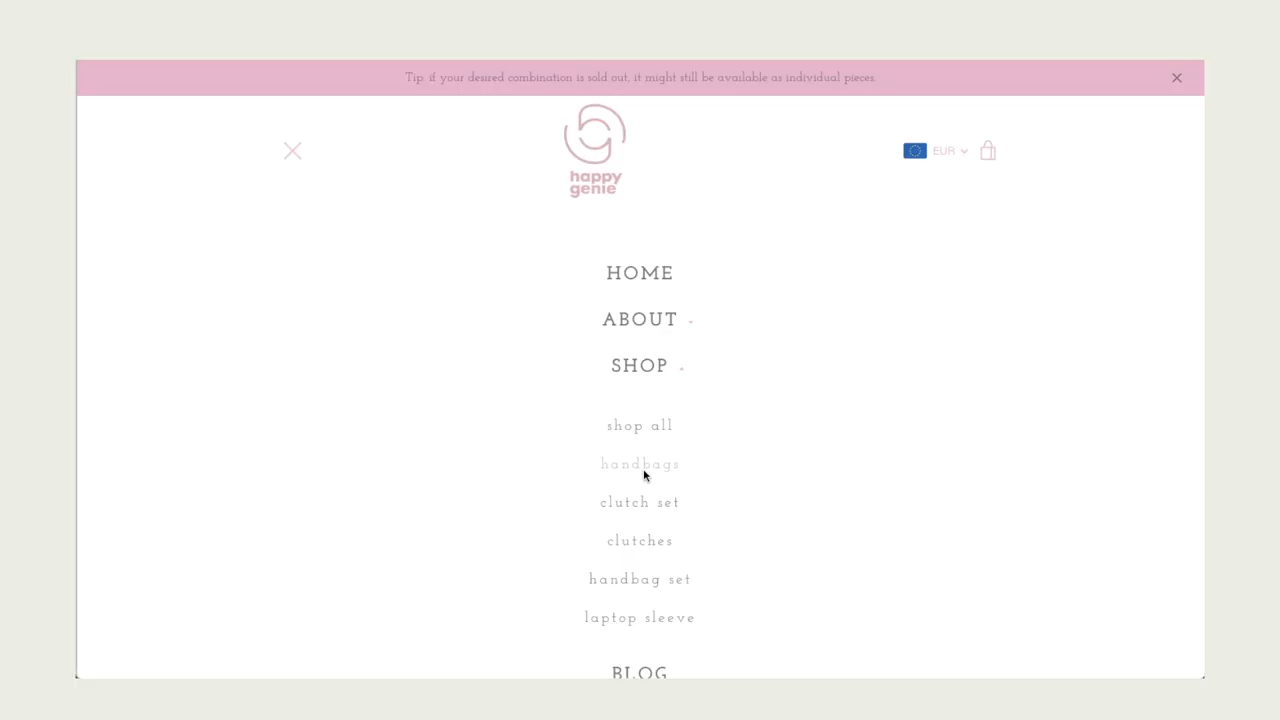 Tip: if your desired combination is sold out, it might still be available as individual pieces.
happy
genie
EUR
HOME
ABOUT
SHOP
shop all
handbags
clutch set
clutches
handbag set
laptop sleeve
BLOG